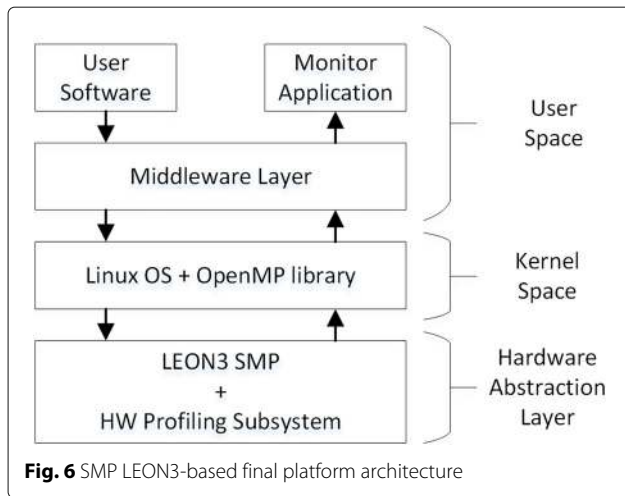 User
Software
Monitor
Application
User
Space
Middleware Layer
Linux OS + OpenMP library
Kernel
Space
LEON3 SMP
+
HW Profiling Subsystem
Hardware
Abstraction
Layer
Fig. 6 SMP LEON3-based final platform architecture